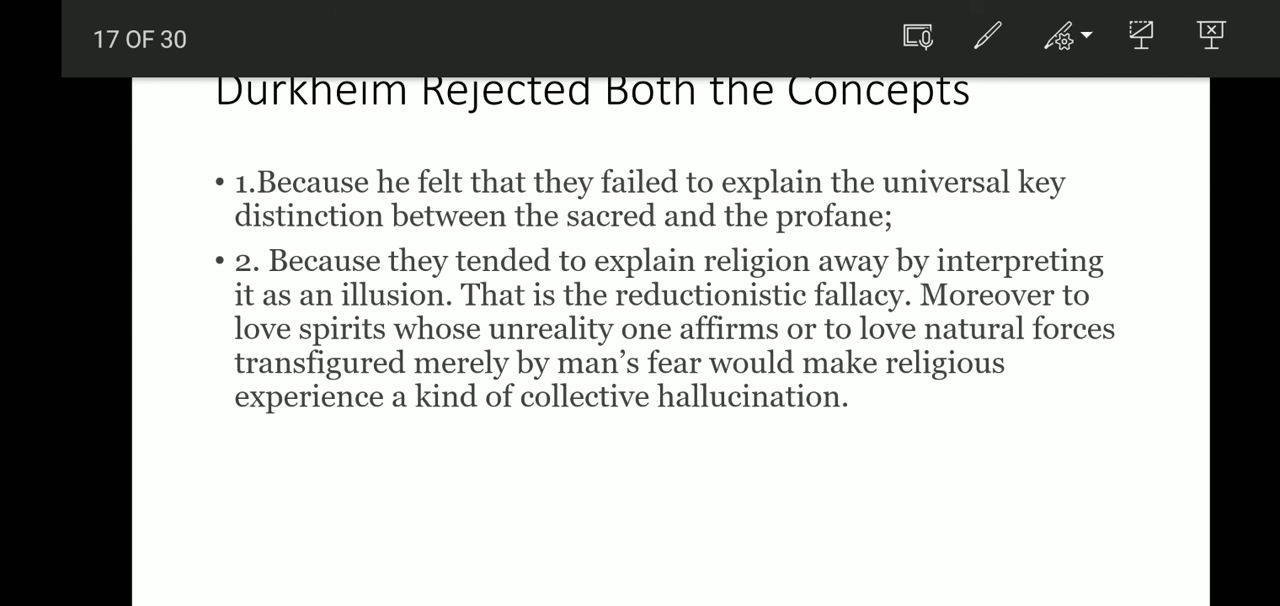 17 OF 30
Durkheim Rejected Both the Concepts
• 1.Because he felt that they failed to explain the universal key
distinction between the sacred and the profane;
• 2. Because they tended to explain religion away by interpreting
it as an illusion. That is the reductionistic fallacy. Moreover to
love spirits whose unreality one affirms or to love natural forces
transfigured merely by man’s fear would make religious
experience a kind of collective hallucination.